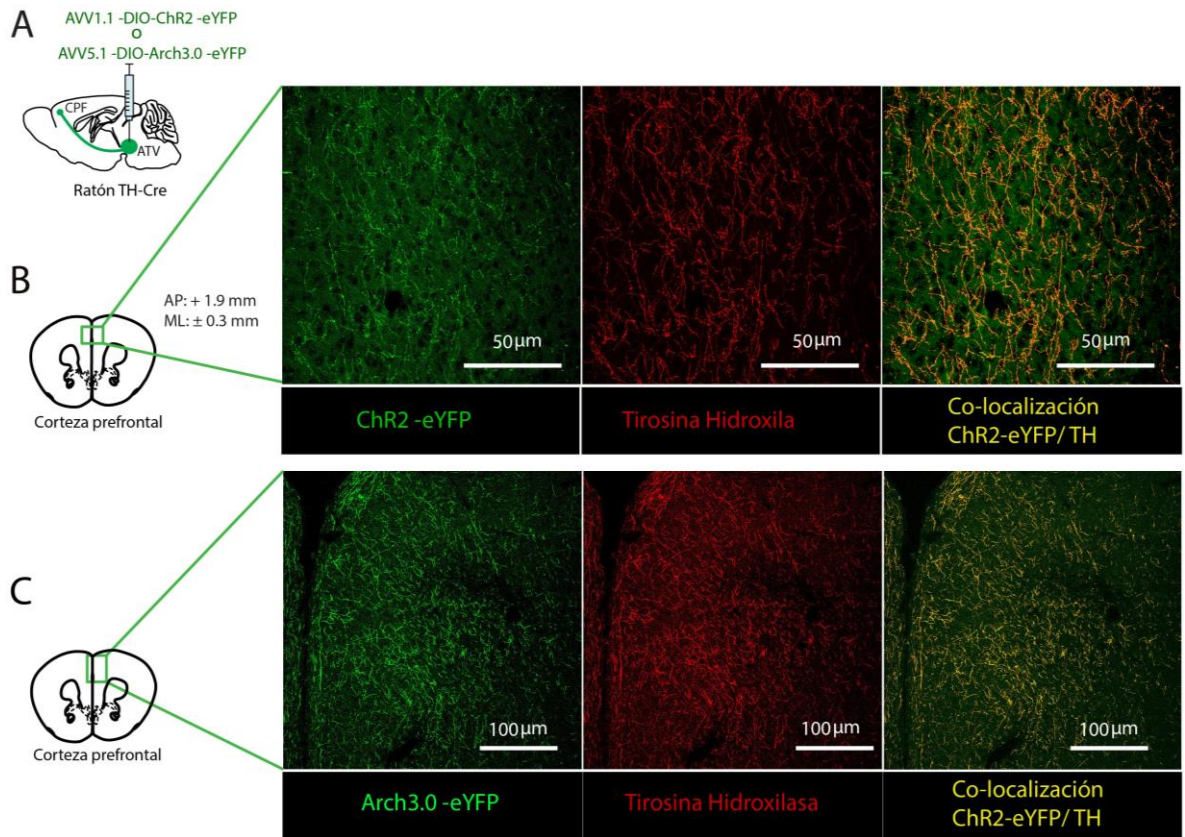 A
AVV1.1 -DIO-ChR2 -eYFP
O
AVV5.1 -DIO-Arch3.0 -eYFP
CPF
ATV
Ratón TH-Cre
B
AP: + 1.9 mm
ML: ± 0.3 mm
Corteza prefrontal
50µm
50µm
50µm
ChR2 -eYFP
Tirosina Hidroxila
Co-localización
ChR2-eYFP/ TH
C
Corteza prefrontal
100µm
100µm
100µm
Arch3.0 -eYFP
Tirosina Hidroxilasa
Co-localización
ChR2-eYFP/ TH